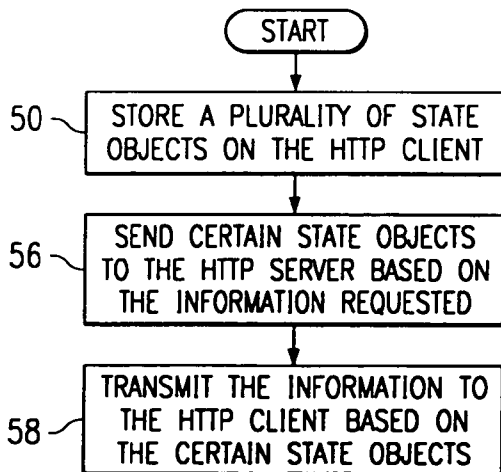 START
50
STORE A PLURALITY OF STATE
OBJECTS ON THE HTTP CLIENT
56
SEND CERTAIN STATE OBJECTS
TO THE HTTP SERVER BASED ON
THE INFORMATION REQUESTED
58
TRANSMIT THE INFORMATION TO
THE HTTP CLIENT BASED ON
THE CERTAIN STATE OBJECTS